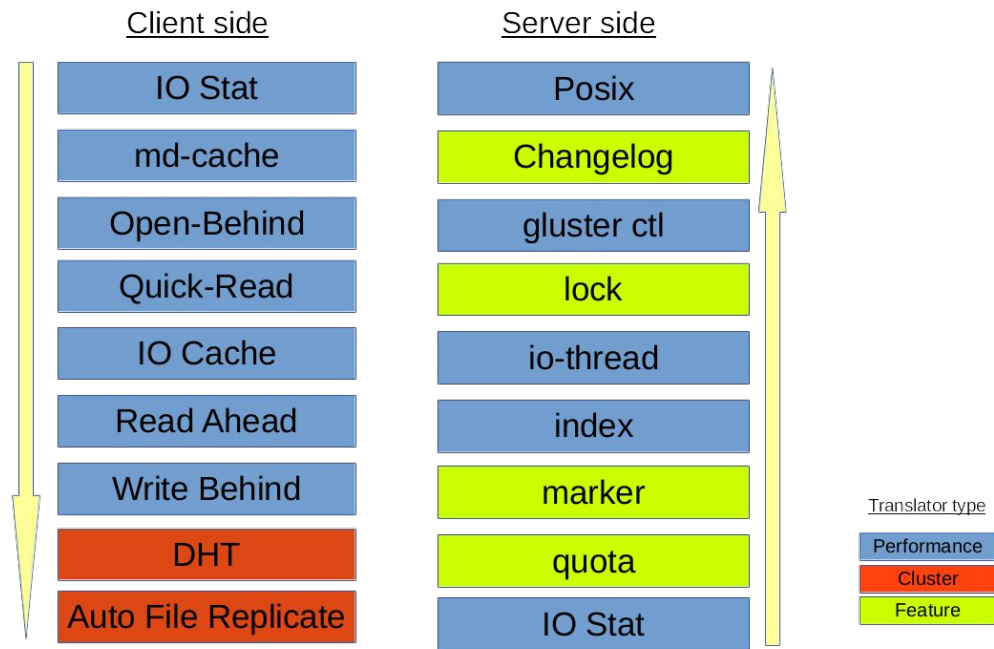 Client side
IO Stat
md-cache
Open-Behind
Quick-Read
IO Cache
Read Ahead
Write Behind
DHT
Auto File Replicate
Server side
Posix
Changelog
gluster ctl
lock
io-thread
index
marker
quota
IO Stat
Translator type
Performance
Cluster
Feature